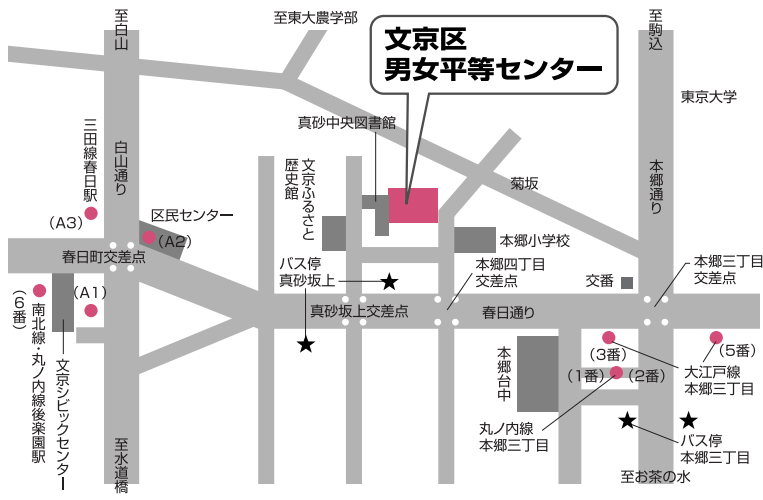 至白山
至東大農学部
文京区
男女平等センター
至駒込
東京大学
真砂中央図書館
三田線春日駅
白山通り
文京ふるさと
歴史館
菊坂
本郷通り
区民センター
（A3）
（A2）
春日町交差点
本郷小学校
バス停
真砂坂上
本郷四丁目
交差点
本郷三丁目
交差点
交番
（6番）
（A1）
真砂坂上交差点
春日通り
南北線・丸ノ内線後楽園駅
文京シビックセンター
本郷台中
（3番）
（5番）
（1番）
（2番）
大江戸線
本郷三丁目
丸ノ内線
本郷三丁目
バス停
本郷三丁目
至水道橋
至お茶の水